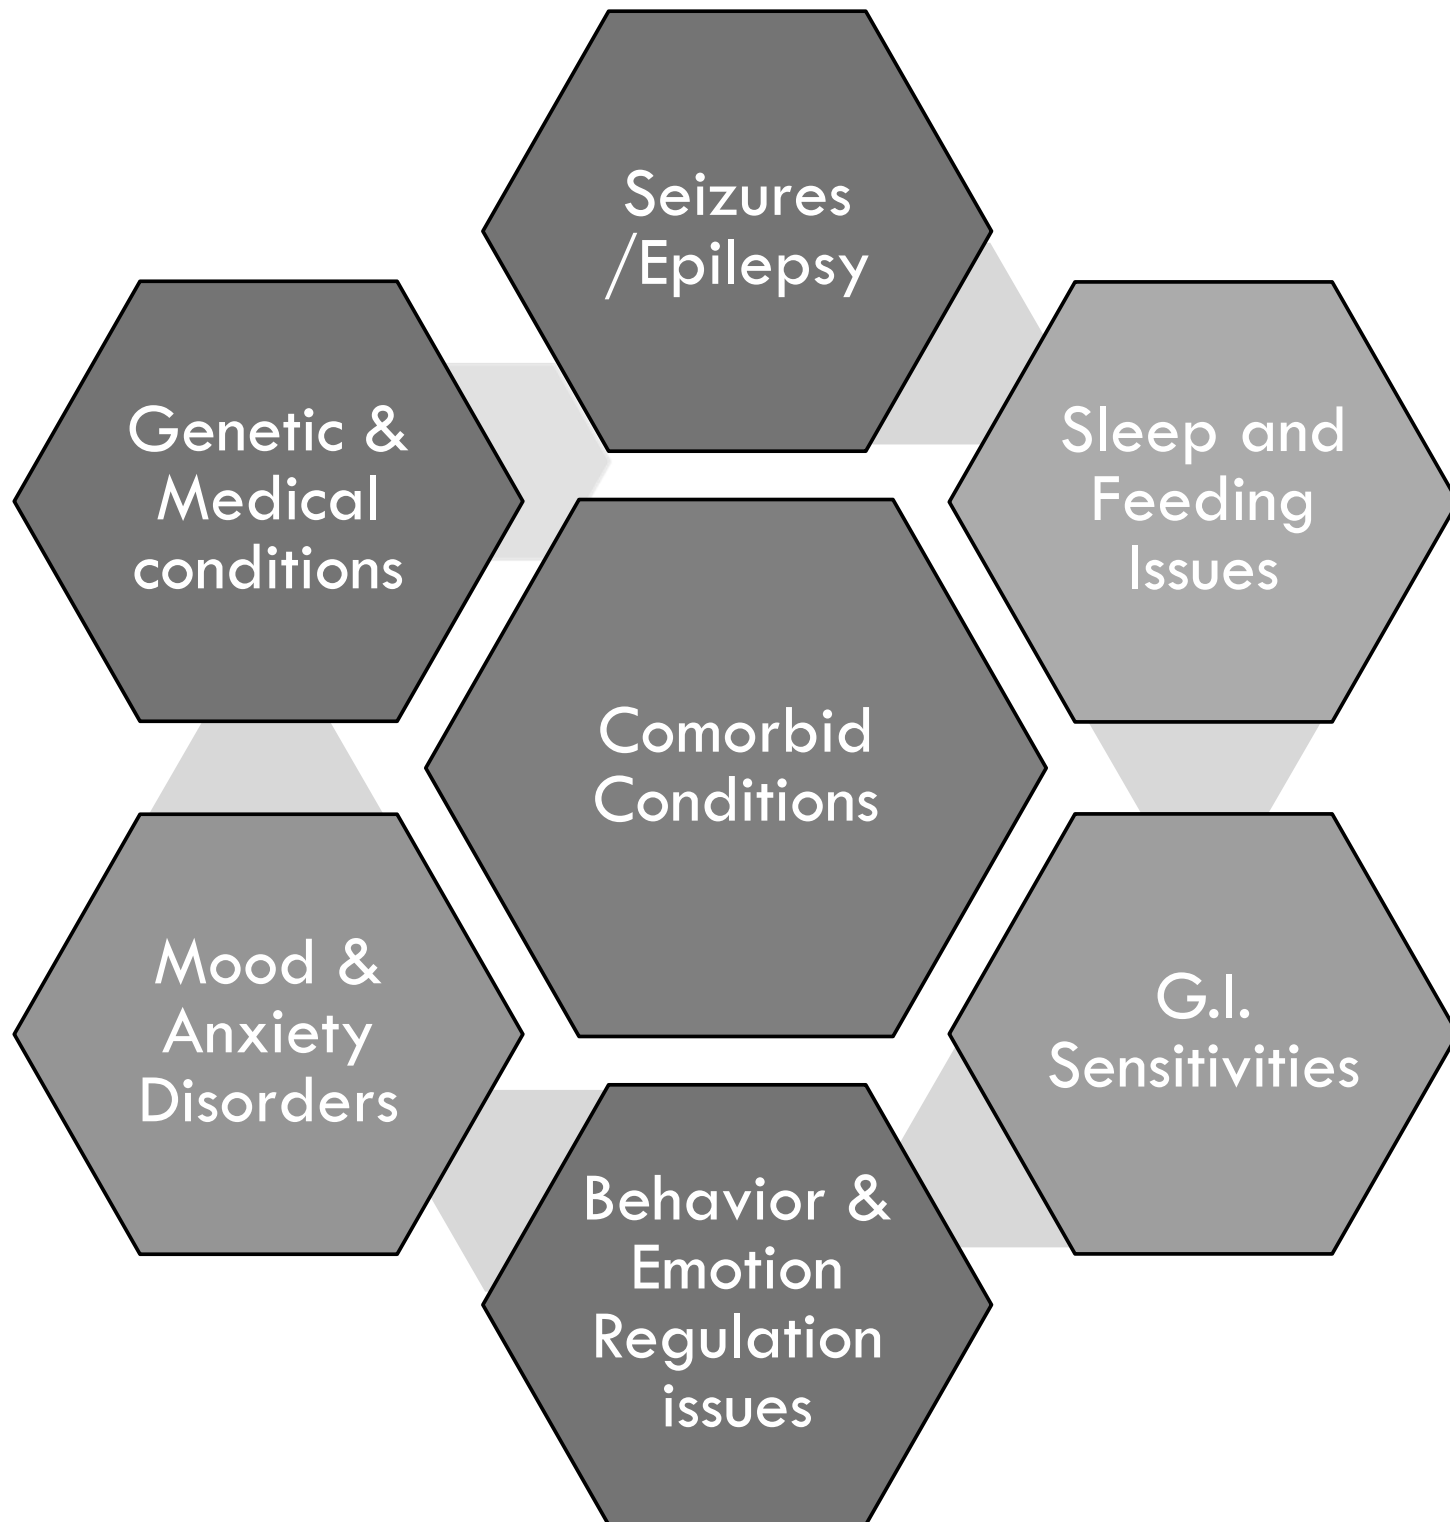 Seizures
/Epilepsy
Genetic &
Medical
conditions
Sleep and
Feeding
Issues
Comorbid
Conditions
Mood &
Anxiety
Disorders
G.I.
Sensitivities
Behavior &
Emotion
Regulation
issues